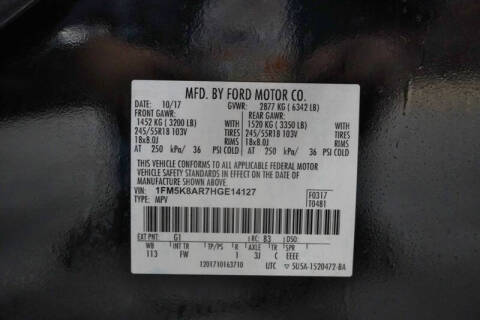 MFD. BY FORD MOTOR CO.
DATE: 10/17 GVWR: 2877 KG ( 6342 LB)
FRONT GAWR: REAR GAWR:
1452 KG ( 3200 LB) 1520 KG ( 3350 LB)
245/55R18 103V TIRES 245/55R18 103V TIRES
18x8.0J RIMS 18x8.0J RIMS
AT 250 kPa/ 36 PSI COLD AT 250 kPa/ 36 PSI COLD
THIS VEHICLE CONFORMS TO ALL APPLICABLE FEDERAL MOTOR
VEHICLE SAFETY STANDARDS IN EFFECT ON THE DATE OF
MANUFACTURE SHOWN ABOVE.
VIN: 1FM5K8AR7HGE14127 F0317
TYPE: MPV T0481
EXT PNT: G1 RC: 83 DSO:
WB INT TR TP/PS R AXLE TR SPR
113 FW 1 3J C EEEE
1201710163710 UTC 5U5A-1520472-BA